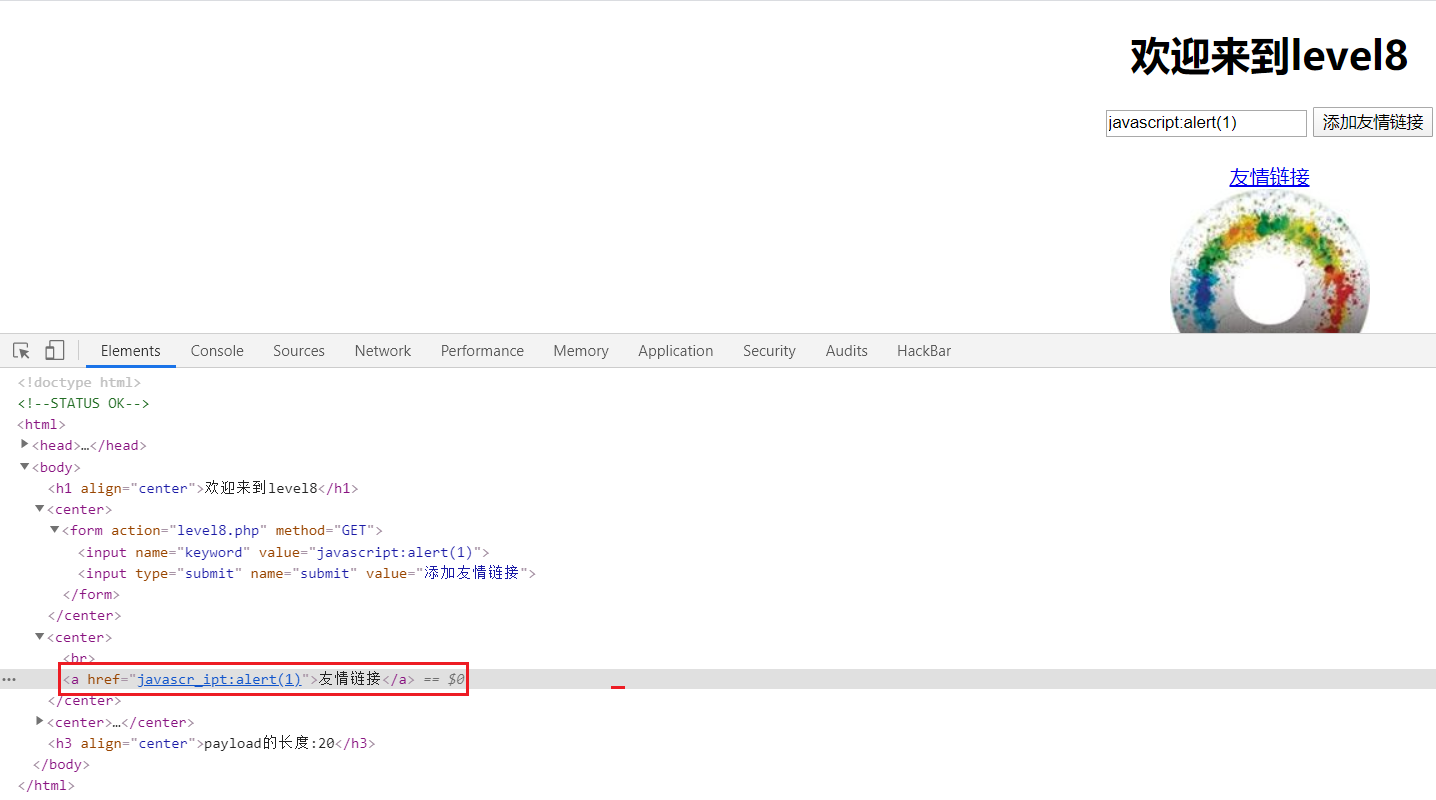 欢迎来到level8
javascript:alert(1) 添加友情链接
友情链接
Elements Console Sources Network Performance Memory Application Security Audits HackBar
<!doctype html>
<!--STATUS OK-->
<html>
<head>…</head>
<body>
<h1 align="center">欢迎来到level8</h1>
<center>
<form action="level8.php" method="GET">
<input name="keyword" value="javascript:alert(1)">
<input type="submit" name="submit" value="添加友情链接">
</form>
</center>
<center>
<br>
<a href="javascr_ipt:alert(1)">友情链接</a> == $0
</center>
<center>…</center>
<h3 align="center">payload的长度:20</h3>
</body>
</html>